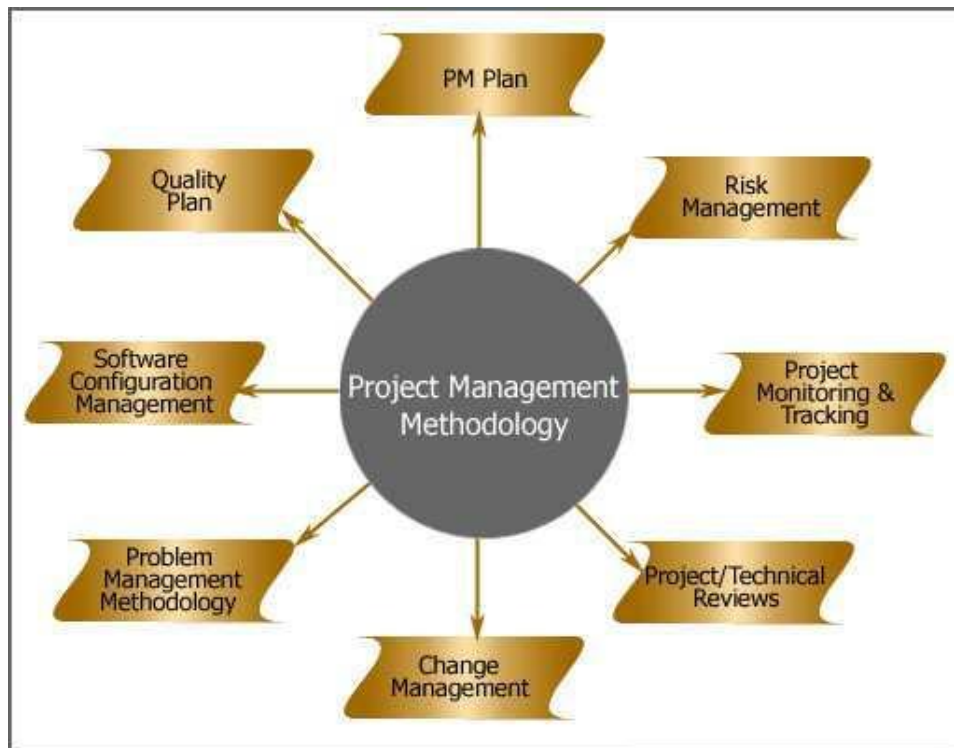 PM Plan
Risk
Management
Project
Monitoring &
Tracking
Project/Technical
Reviews
Change
Management
Problem
Management
Methodology
Software
Configuration
Management
Quality
Plan
Project Management
Methodology